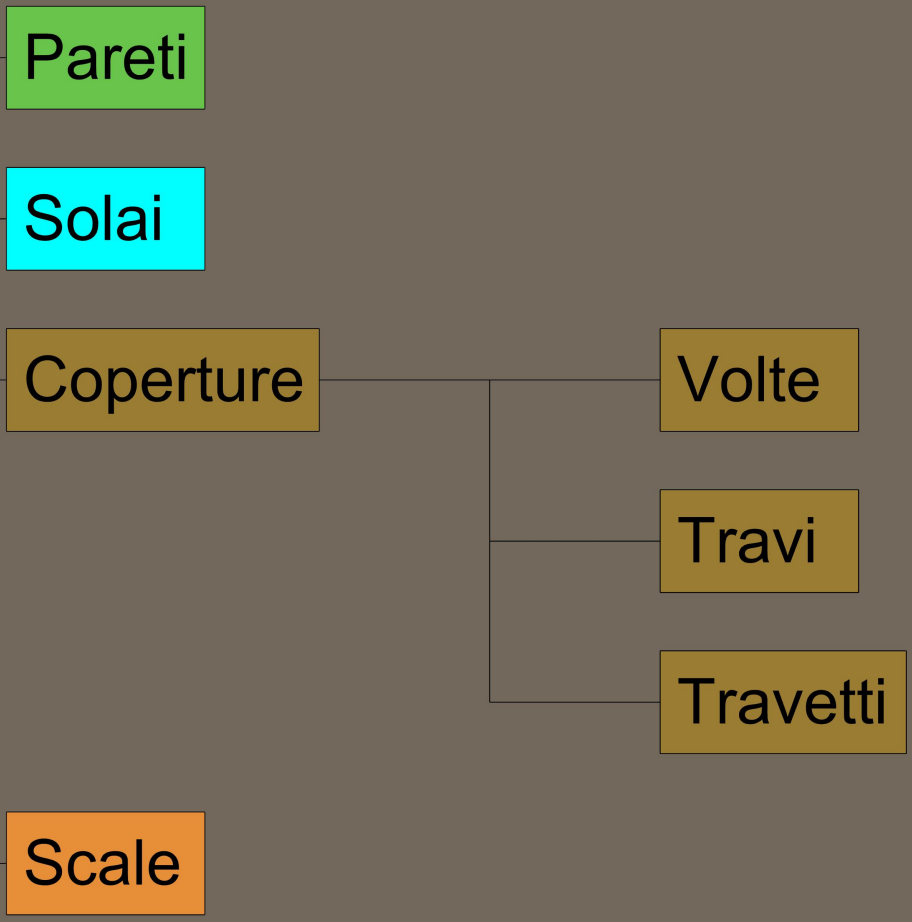 Pareti
Solai
Coperture
Volte
Travi
Travetti
Scale